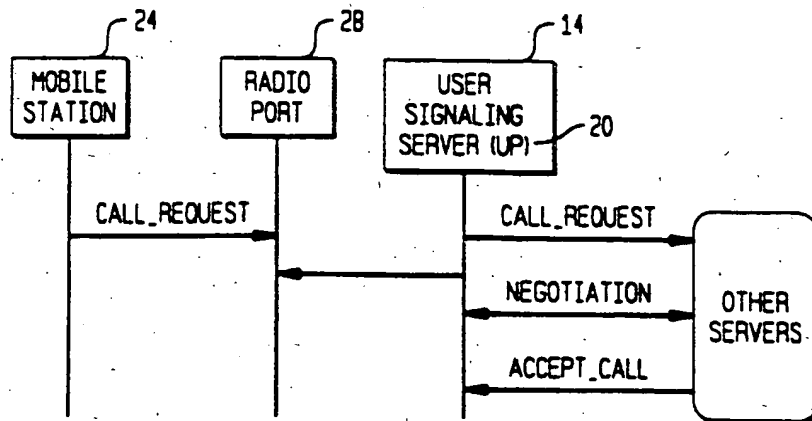 24
28
14
MOBILE
STATION
RADIO
PORT
USER
SIGNALING
SERVER (UP)
20
CALL_REQUEST
CALL_REQUEST
NEGOTIATION
OTHER
SERVERS
ACCEPT_CALL